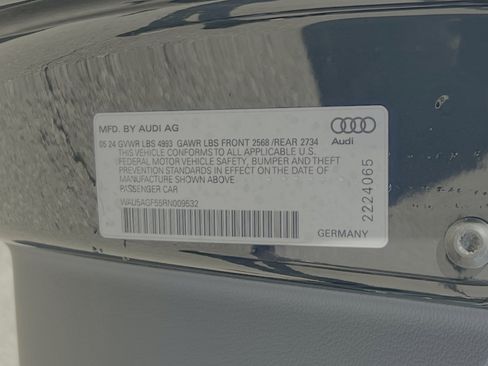 MFD. BY AUDI AG
05 24 GVWR LBS 4993 GAWR LBS FRONT 2568 /REAR 2734
THIS VEHICLE CONFORMS TO ALL APPLICABLE U.S.
FEDERAL MOTOR VEHICLE SAFETY, BUMPER AND THEFT
PREVENTION STANDARDS IN EFFECT ON THE DATE OF
MANUFACTURE SHOWN ABOVE
PASSENGER CAR
WAU5AGF55RN009532
Audi
2224065
GERMANY